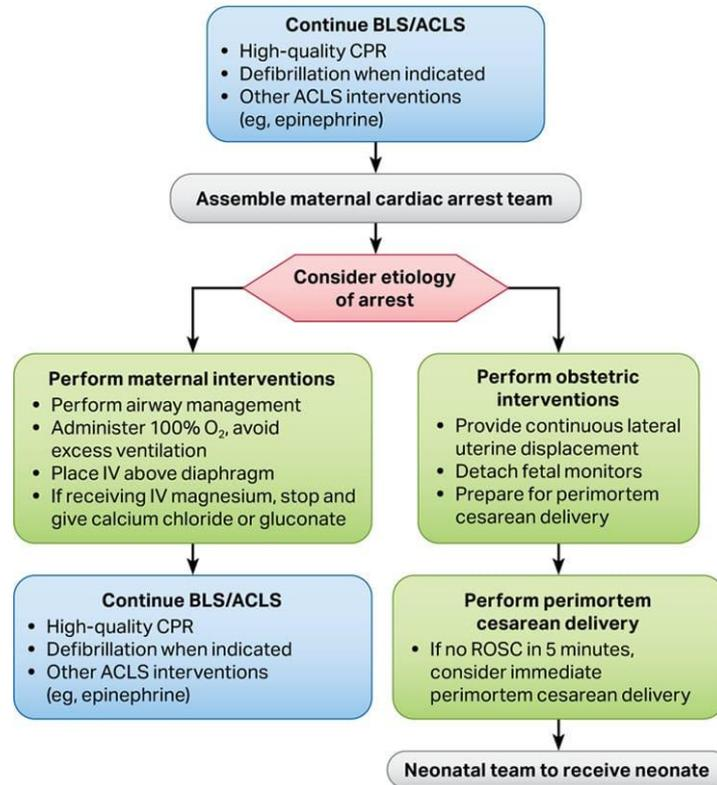 Continue BLS/ACLS
• High-quality CPR
• Defibrillation when indicated
• Other ACLS interventions
(eg, epinephrine)
Assemble maternal cardiac arrest team
Consider etiology
of arrest
Perform maternal interventions
• Perform airway management
• Administer 100% O₂, avoid
excess ventilation
• Place IV above diaphragm
• If receiving IV magnesium, stop and
give calcium chloride or gluconate
Continue BLS/ACLS
• High-quality CPR
• Defibrillation when indicated
• Other ACLS interventions
(eg, epinephrine)
Perform obstetric
interventions
• Provide continuous lateral
uterine displacement
• Detach fetal monitors
• Prepare for perimortem
cesarean delivery
Perform perimortem
cesarean delivery
• If no ROSC in 5 minutes,
consider immediate
perimortem cesarean delivery
Neonatal team to receive neonate